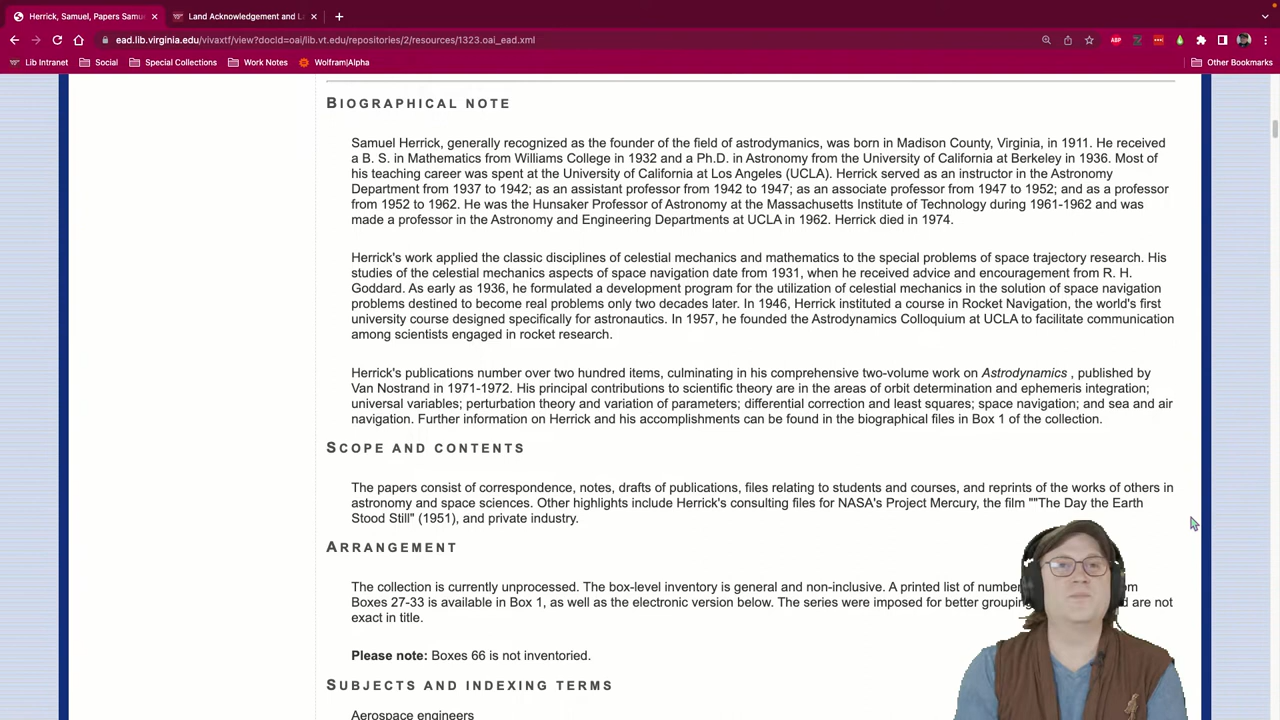 Herrick, Samuel, Papers Samu
Land Acknowledgement and La
ead.lib.virginia.edu/vivaxtf/view?docId=oai/lib.vt.edu/repositories/2/resources/1323.oai_ead.xml
ABP
Lib Intranet
Social
Special Collections
Work Notes
Wolfram|Alpha
Other Bookmarks
BIOGRAPHICAL NOTE
Samuel Herrick, generally recognized as the founder of the field of astrodymanics, was born in Madison County, Virginia, in 1911. He received
a B. S. in Mathematics from Williams College in 1932 and a Ph.D. in Astronomy from the University of California at Berkeley in 1936. Most of
his teaching career was spent at the University of California at Los Angeles (UCLA). Herrick served as an instructor in the Astronomy
Department from 1937 to 1942; as an assistant professor from 1942 to 1947; as an associate professor from 1947 to 1952; and as a professor
from 1952 to 1962. He was the Hunsaker Professor of Astronomy at the Massachusetts Institute of Technology during 1961-1962 and was
made a professor in the Astronomy and Engineering Departments at UCLA in 1962. Herrick died in 1974.
Herrick's work applied the classic disciplines of celestial mechanics and mathematics to the special problems of space trajectory research. His
studies of the celestial mechanics aspects of space navigation date from 1931, when he received advice and encouragement from R. H.
Goddard. As early as 1936, he formulated a development program for the utilization of celestial mechanics in the solution of space navigation
problems destined to become real problems only two decades later. In 1946, Herrick instituted a course in Rocket Navigation, the world's first
university course designed specifically for astronautics. In 1957, he founded the Astrodynamics Colloquium at UCLA to facilitate communication
among scientists engaged in rocket research.
Herrick's publications number over two hundred items, culminating in his comprehensive two-volume work on Astrodynamics , published by
Van Nostrand in 1971-1972. His principal contributions to scientific theory are in the areas of orbit determination and ephemeris integration;
universal variables; perturbation theory and variation of parameters; differential correction and least squares; space navigation; and sea and air
navigation. Further information on Herrick and his accomplishments can be found in the biographical files in Box 1 of the collection.
SCOPE AND CONTENTS
The papers consist of correspondence, notes, drafts of publications, files relating to students and courses, and reprints of the works of others in
astronomy and space sciences. Other highlights include Herrick's consulting files for NASA's Project Mercury, the film ""The Day the Earth
Stood Still" (1951), and private industry.
ARRANGEMENT
The collection is currently unprocessed. The box-level inventory is general and non-inclusive. A printed list of number om
Boxes 27-33 is available in Box 1, as well as the electronic version below. The series were imposed for better grouping d are not
exact in title.
Please note: Boxes 66 is not inventoried.
SUBJECTS AND INDEXING TERMS
Aerospace engineers